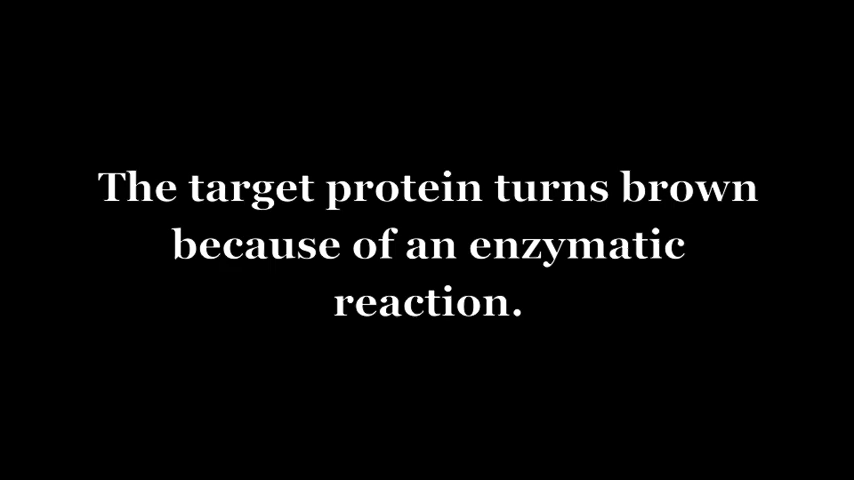 The target protein turns brown
because of an enzymatic
reaction.